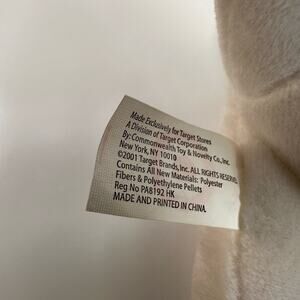 Made Exclusively for Target Stores
A Division of Target Corporation
By: Commonwealth Toy & Novelty Co., Inc.
New York, NY 10010
©2001 Target Brands, Inc. ALL RIGHTS RESERVED.
Contains All New Materials: Polyester
Fibers & Polyethylene Pellets
Reg No PA8192 HK
MADE AND PRINTED IN CHINA.